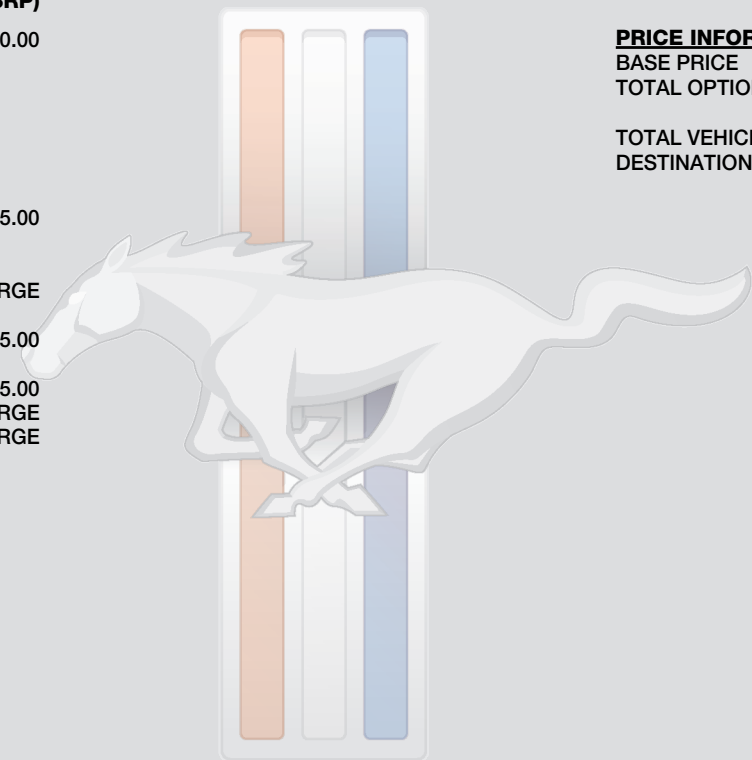 SRP)
0.00
5.00
RGE
5.00
5.00
RGE
RGE
PRICE INFOR
BASE PRICE
TOTAL OPTIO
TOTAL VEHICL
DESTINATION